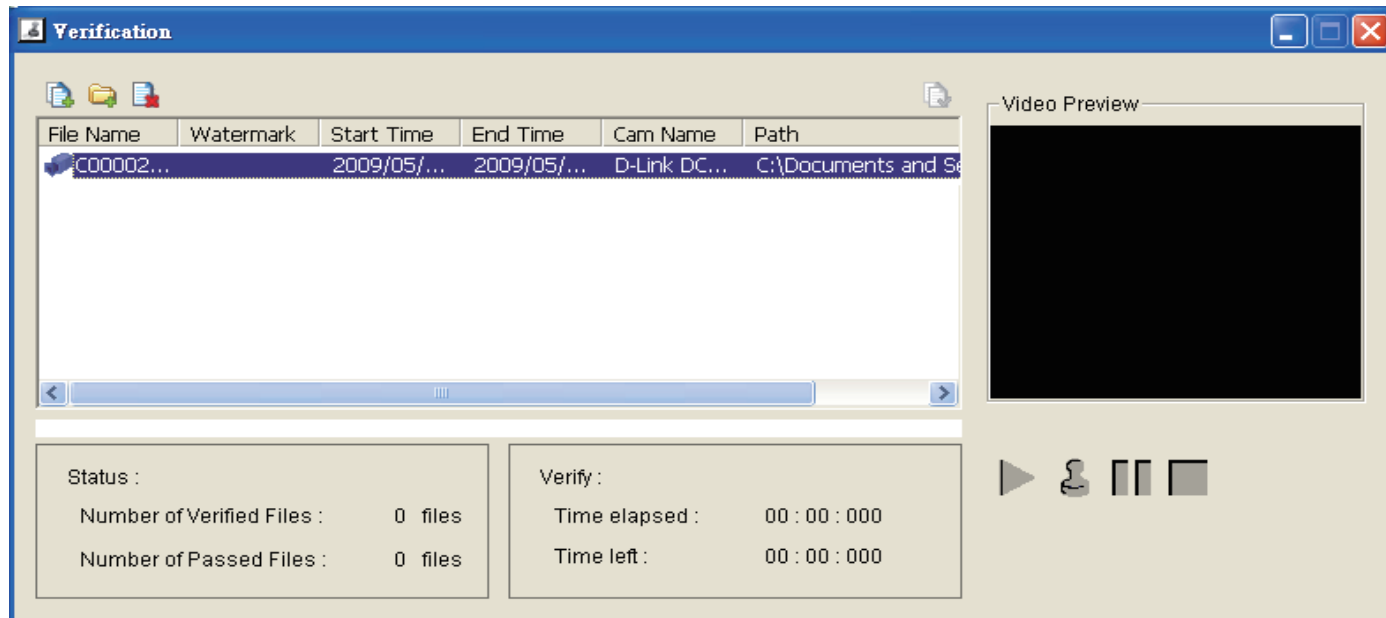 Verification
Video Preview
File Name Watermark Start Time End Time Cam Name Path
C00002... 2009/05/... 2009/05/... D-Link DC... C:\Documents and Se
Status :
Number of Verified Files : 0 files
Number of Passed Files : 0 files
Verify :
Time elapsed : 00 : 00 : 000
Time left : 00 : 00 : 000